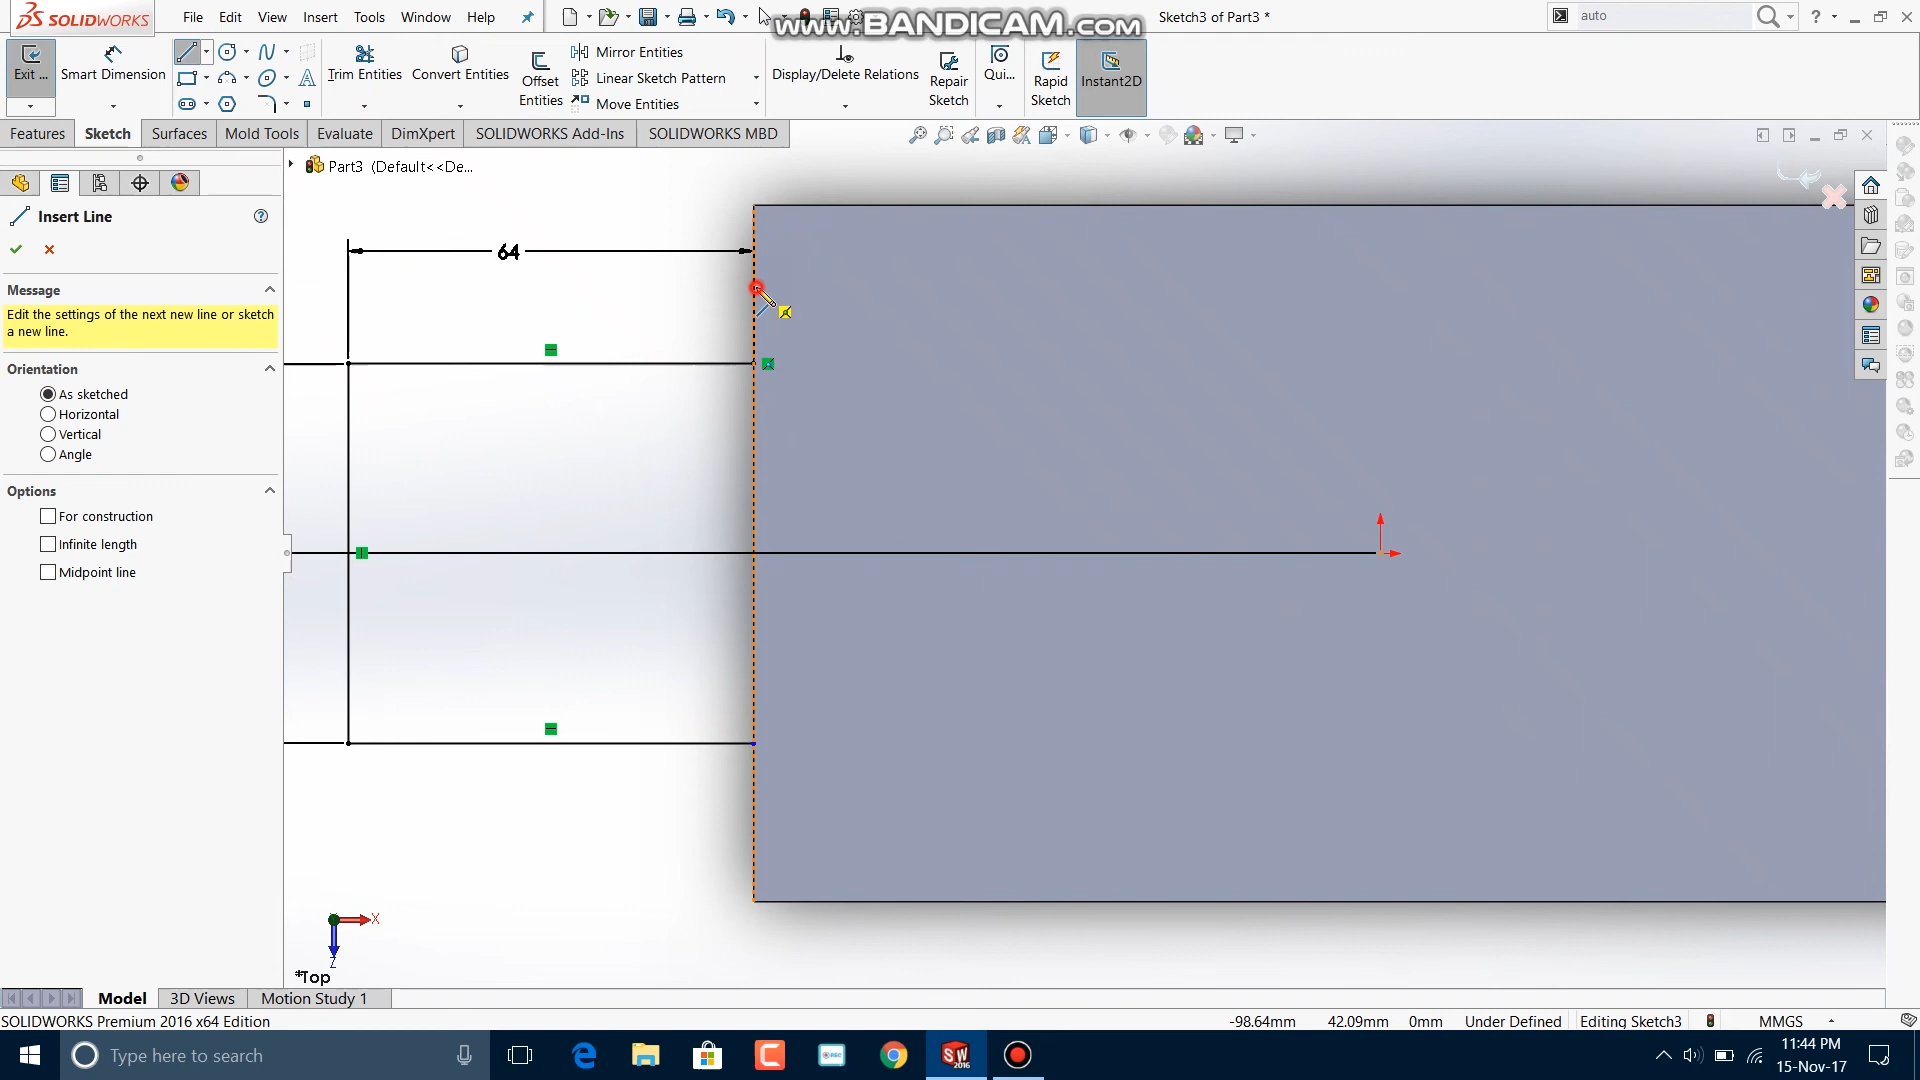 SOLIDWORKS
File Edit View Insert Tools Window Help
www.BANDICAM.com
Sketch3 of Part3 *
auto
Exit ...
Smart Dimension
Trim Entities
Convert Entities
Offset Entities
Mirror Entities
Linear Sketch Pattern
Move Entities
Display/Delete Relations
Repair Sketch
Qui...
Rapid Sketch
Instant2D
Features Sketch Surfaces Mold Tools Evaluate DimXpert SOLIDWORKS Add-Ins SOLIDWORKS MBD
Part3 (Default<<De...
Insert Line
Message
Edit the settings of the next new line or sketch
a new line.
Orientation
As sketched
Horizontal
Vertical
Angle
Options
For construction
Infinite length
Midpoint line
64
X
Z
*Top
Model 3D Views Motion Study 1
SOLIDWORKS Premium 2016 x64 Edition
-98.64mm 42.09mm 0mm Under Defined Editing Sketch3 MMGS
Type here to search
REC
SW
2016
11:44 PM
15-Nov-17